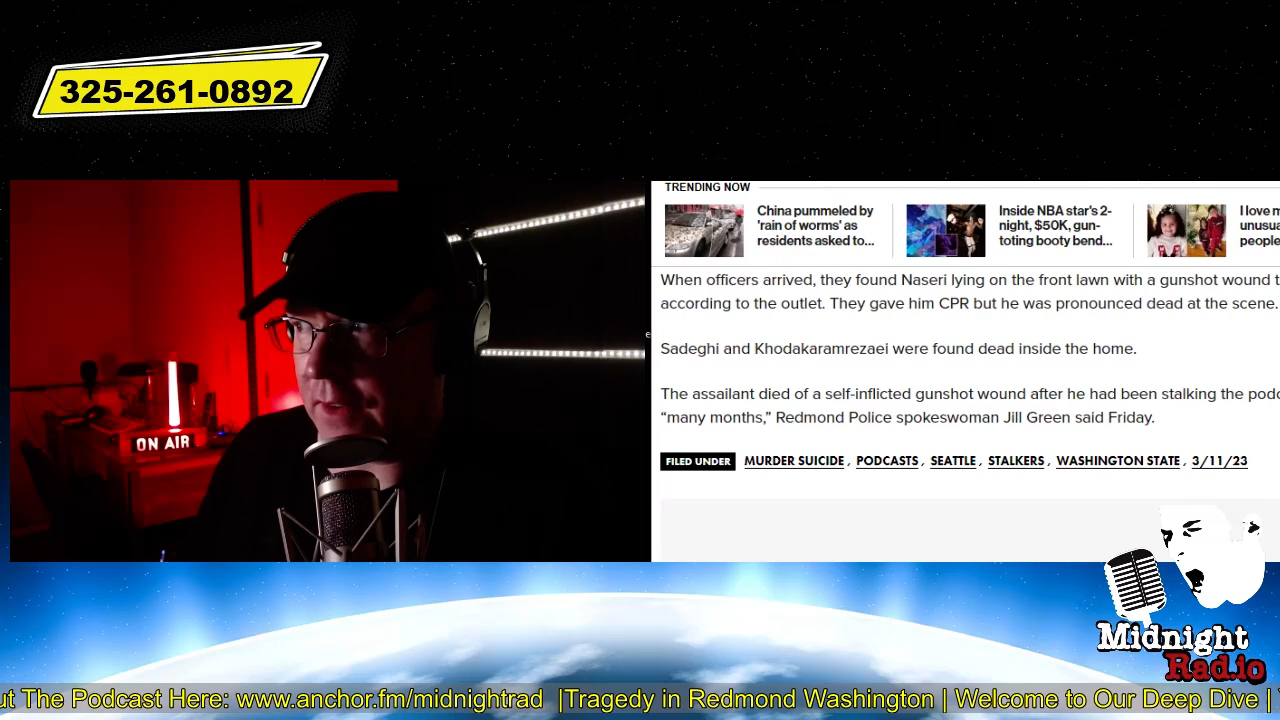 325-261-0892
ON AIR
TRENDING NOW
China pummeled by
'rain of worms' as
residents asked to...
Inside NBA star's 2-
night, $50K, gun-
toting booty bend...
I love m
unusua
people
When officers arrived, they found Naseri lying on the front lawn with a gunshot wound t
according to the outlet. They gave him CPR but he was pronounced dead at the scene.
Sadeghi and Khodakaramrezaei were found dead inside the home.
The assailant died of a self-inflicted gunshot wound after he had been stalking the podc
“many months,” Redmond Police spokeswoman Jill Green said Friday.
FILED UNDER MURDER SUICIDE, PODCASTS, SEATTLE, STALKERS, WASHINGTON STATE, 3/11/23
Midnight
Rad.io
ut The Podcast Here: www.anchor.fm/midnightrad |Tragedy in Redmond Washington | Welcome to Our Deep Dive |